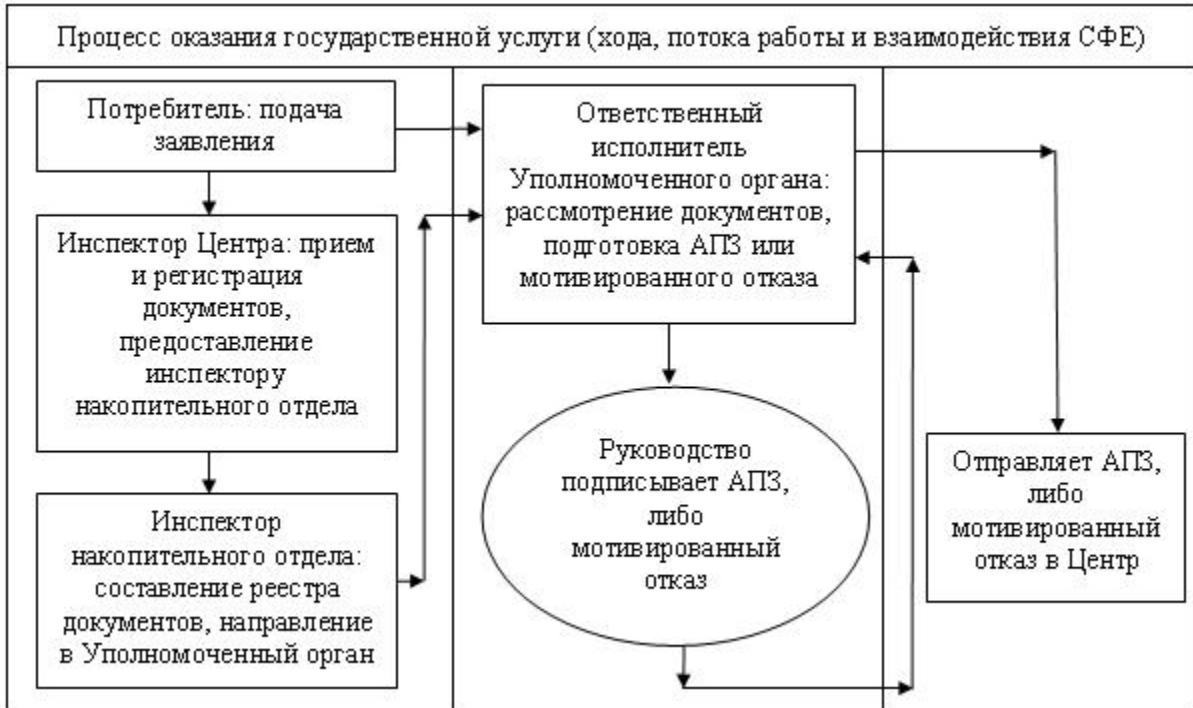 Процесс оказания государственной услуги (хода, потока работы и взаимодействия СФЕ)
Потребитель: подача
заявления
Инспектор Центра: прием
и регистрация
документов,
предоставление
инспектору
накопительного отдела
Инспектор
накопительного отдела:
составление реестра
документов, направление
в Уполномоченный орган
Ответственный
исполнитель
Уполномоченного органа:
рассмотрение документов,
подготовка АПЗ или
мотивированного отказа
Руководство
подписывает АПЗ,
либо
мотивированный
отказ
Отправляет АПЗ,
либо
мотивированный
отказ в Центр